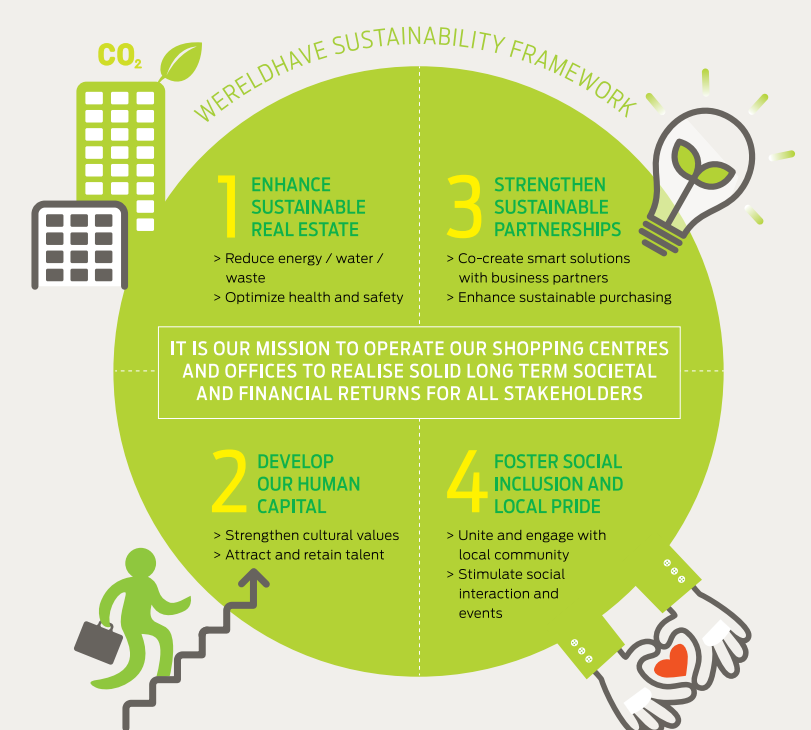 CO₂
WERELDHAVE SUSTAINABILITY FRAMEWORK
1
ENHANCE
SUSTAINABLE
REAL ESTATE
> Reduce energy / water /
waste
> Optimize health and safety
3
STRENGTHEN
SUSTAINABLE
PARTNERSHIPS
> Co-create smart solutions
with business partners
> Enhance sustainable purchasing
IT IS OUR MISSION TO OPERATE OUR SHOPPING CENTRES
AND OFFICES TO REALISE SOLID LONG TERM SOCIETAL
AND FINANCIAL RETURNS FOR ALL STAKEHOLDERS
2
DEVELOP
OUR HUMAN
CAPITAL
> Strengthen cultural values
> Attract and retain talent
4
FOSTER SOCIAL
INCLUSION AND
LOCAL PRIDE
> Unite and engage with
local community
> Stimulate social
interaction and
events